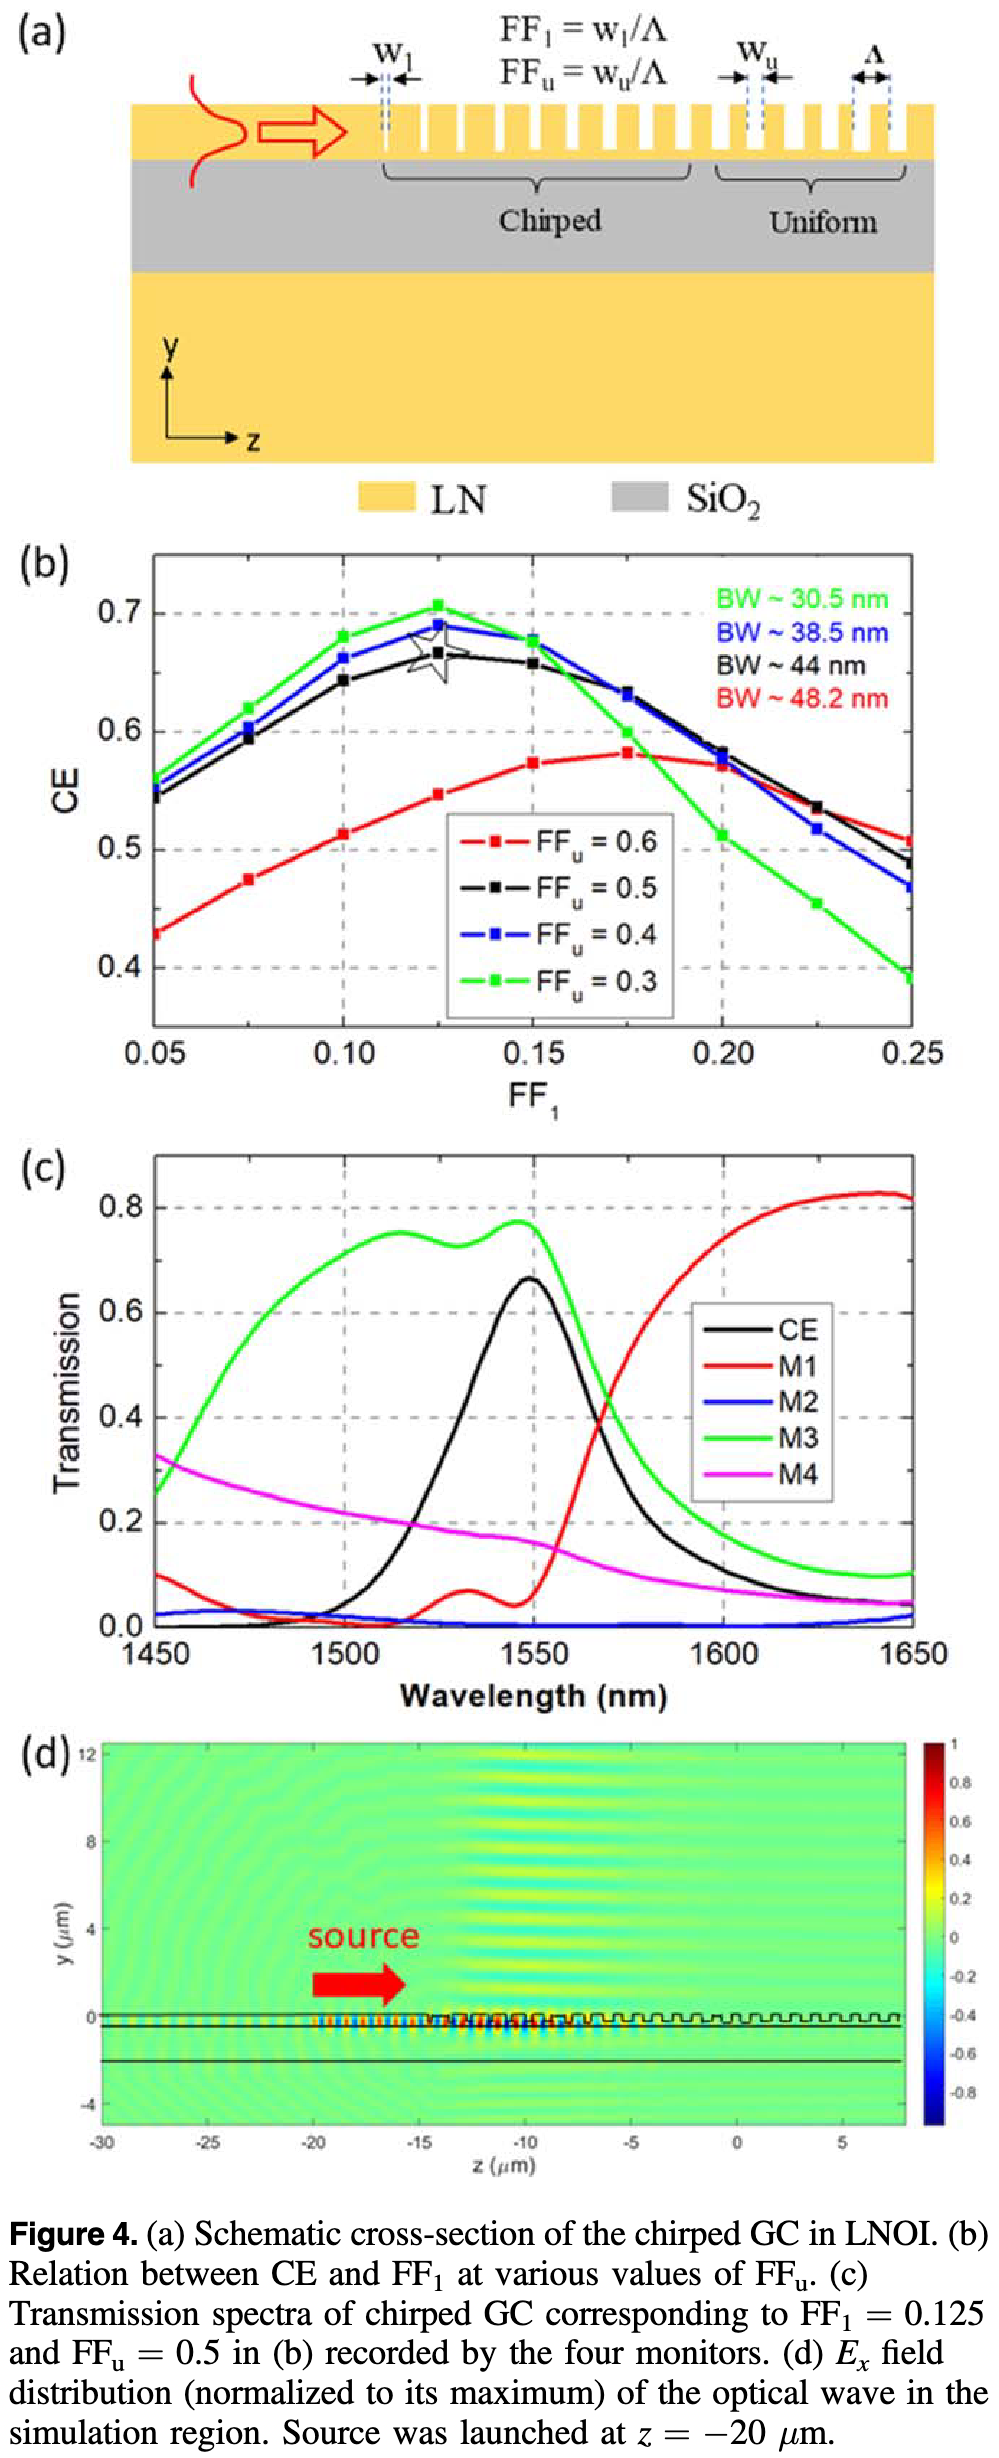 (a)
FF₁ = w₁/Λ
FFᵤ = wᵤ/Λ
w₁
wᵤ
Λ
Chirped
Uniform
y
z
LN
SiO₂
(b)
BW ~ 30.5 nm
BW ~ 38.5 nm
BW ~ 44 nm
BW ~ 48.2 nm
0.7
0.6
0.5
0.4
CE
FFᵤ = 0.6
FFᵤ = 0.5
FFᵤ = 0.4
FFᵤ = 0.3
0.05 0.10 0.15 0.20 0.25
FF₁
(c)
0.8
0.6
0.4
0.2
0.0
Transmission
CE
M1
M2
M3
M4
1450 1500 1550 1600 1650
Wavelength (nm)
(d)
12
8
4
0
-4
y (μm)
source
1
0.8
0.6
0.4
0.2
0
-0.2
-0.4
-0.6
-0.8
-30 -25 -20 -15 -10 -5 0 5
z (μm)
Figure 4. (a) Schematic cross-section of the chirped GC in LNOI. (b)
Relation between CE and FF₁ at various values of FFᵤ. (c)
Transmission spectra of chirped GC corresponding to FF₁ = 0.125
and FFᵤ = 0.5 in (b) recorded by the four monitors. (d) Eₓ field
distribution (normalized to its maximum) of the optical wave in the
simulation region. Source was launched at z = −20 μm.